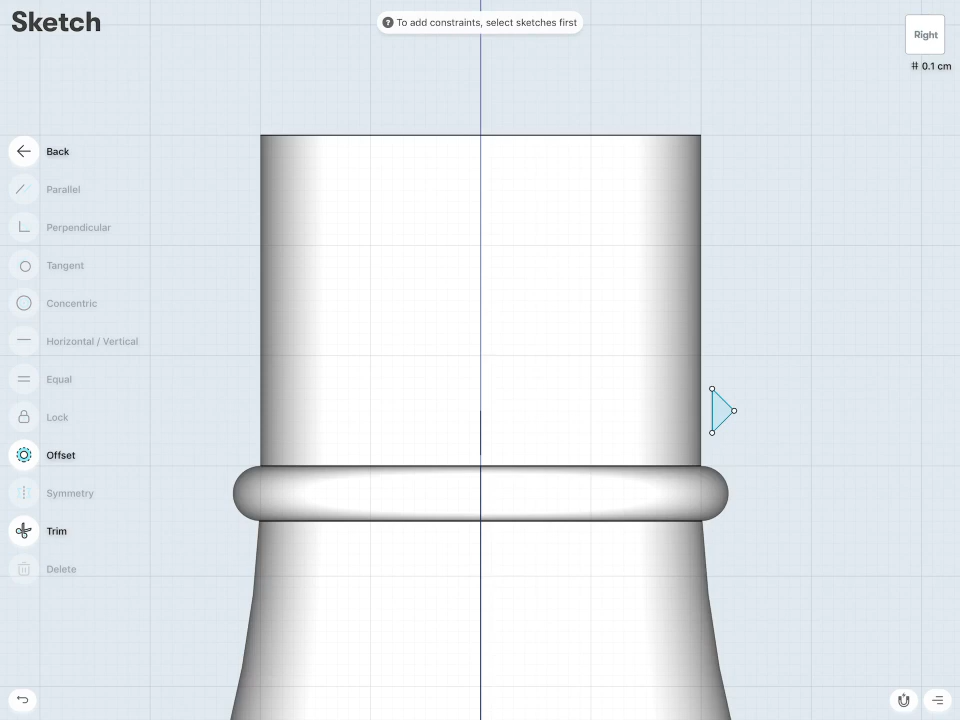 Sketch
To add constraints, select sketches first
Right
# 0.1 cm
Back
Parallel
Perpendicular
Tangent
Concentric
Horizontal / Vertical
Equal
Lock
Offset
Symmetry
Trim
Delete